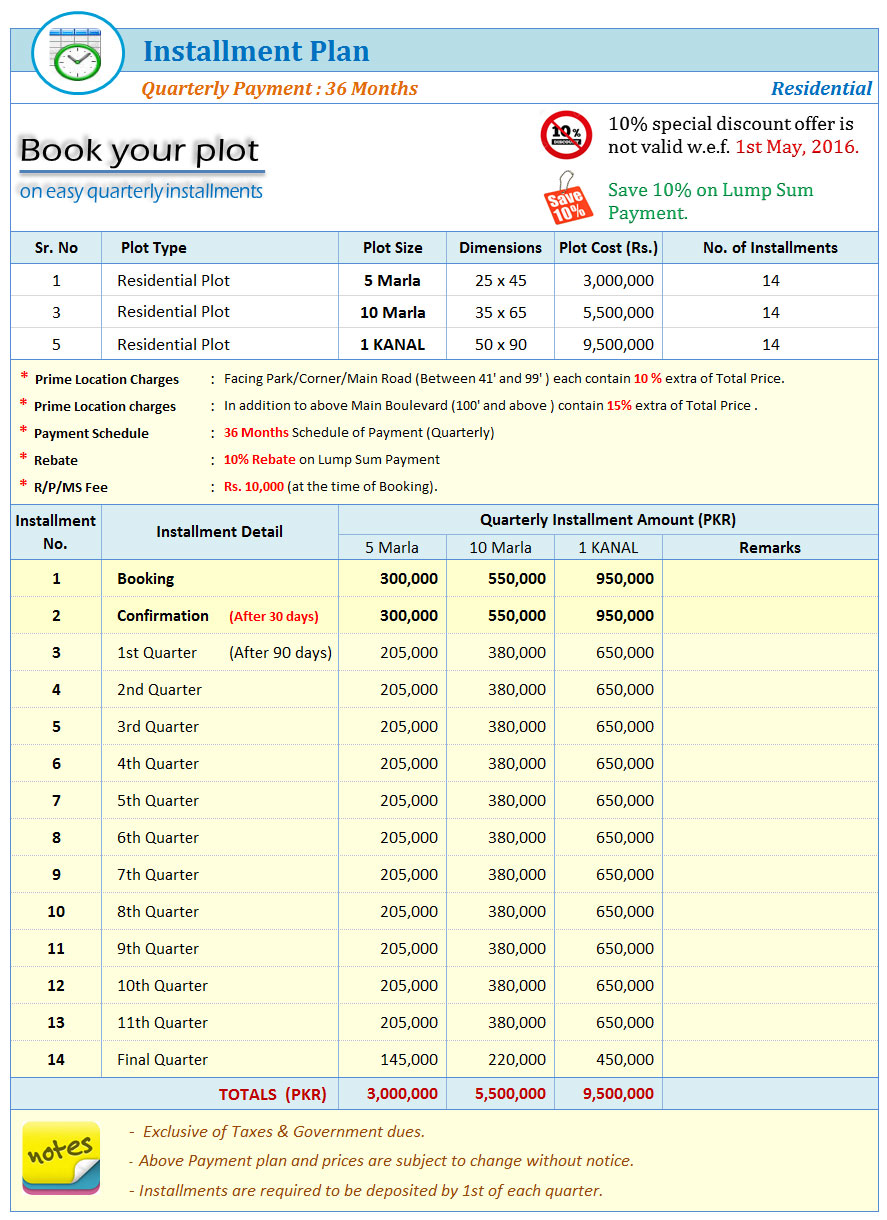 Installment Plan
Quarterly Payment : 36 Months
Residential
Book your plot
on easy quarterly installments
10%
DISCOUNT
10% special discount offer is
not valid w.e.f. 1st May, 2016.
Save
10%
Save 10% on Lump Sum
Payment.
Sr. No Plot Type Plot Size Dimensions Plot Cost (Rs.) No. of Installments
1 Residential Plot 5 Marla 25 x 45 3,000,000 14
3 Residential Plot 10 Marla 35 x 65 5,500,000 14
5 Residential Plot 1 KANAL 50 x 90 9,500,000 14
* Prime Location Charges : Facing Park/Corner/Main Road (Between 41' and 99' ) each contain 10 % extra of Total Price.
* Prime Location charges : In addition to above Main Boulevard (100' and above ) contain 15% extra of Total Price .
* Payment Schedule : 36 Months Schedule of Payment (Quarterly)
* Rebate : 10% Rebate on Lump Sum Payment
* R/P/MS Fee : Rs. 10,000 (at the time of Booking).
Installment No. Installment Detail Quarterly Installment Amount (PKR)
5 Marla 10 Marla 1 KANAL Remarks
1 Booking 300,000 550,000 950,000
2 Confirmation (After 30 days) 300,000 550,000 950,000
3 1st Quarter (After 90 days) 205,000 380,000 650,000
4 2nd Quarter 205,000 380,000 650,000
5 3rd Quarter 205,000 380,000 650,000
6 4th Quarter 205,000 380,000 650,000
7 5th Quarter 205,000 380,000 650,000
8 6th Quarter 205,000 380,000 650,000
9 7th Quarter 205,000 380,000 650,000
10 8th Quarter 205,000 380,000 650,000
11 9th Quarter 205,000 380,000 650,000
12 10th Quarter 205,000 380,000 650,000
13 11th Quarter 205,000 380,000 650,000
14 Final Quarter 145,000 220,000 450,000
TOTALS (PKR) 3,000,000 5,500,000 9,500,000
notes
- Exclusive of Taxes & Government dues.
- Above Payment plan and prices are subject to change without notice.
- Installments are required to be deposited by 1st of each quarter.